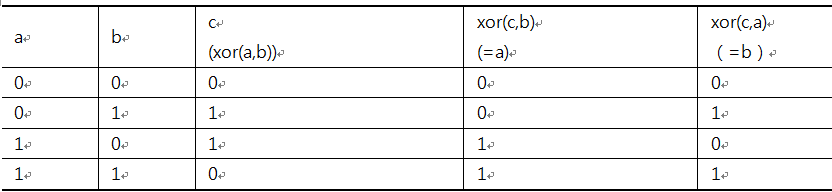 a b c xor(c,b) xor(c,a)
(xor(a,b)) (=a) （=b）
0 0 0 0 0
0 1 1 0 1
1 0 1 1 0
1 1 0 1 1